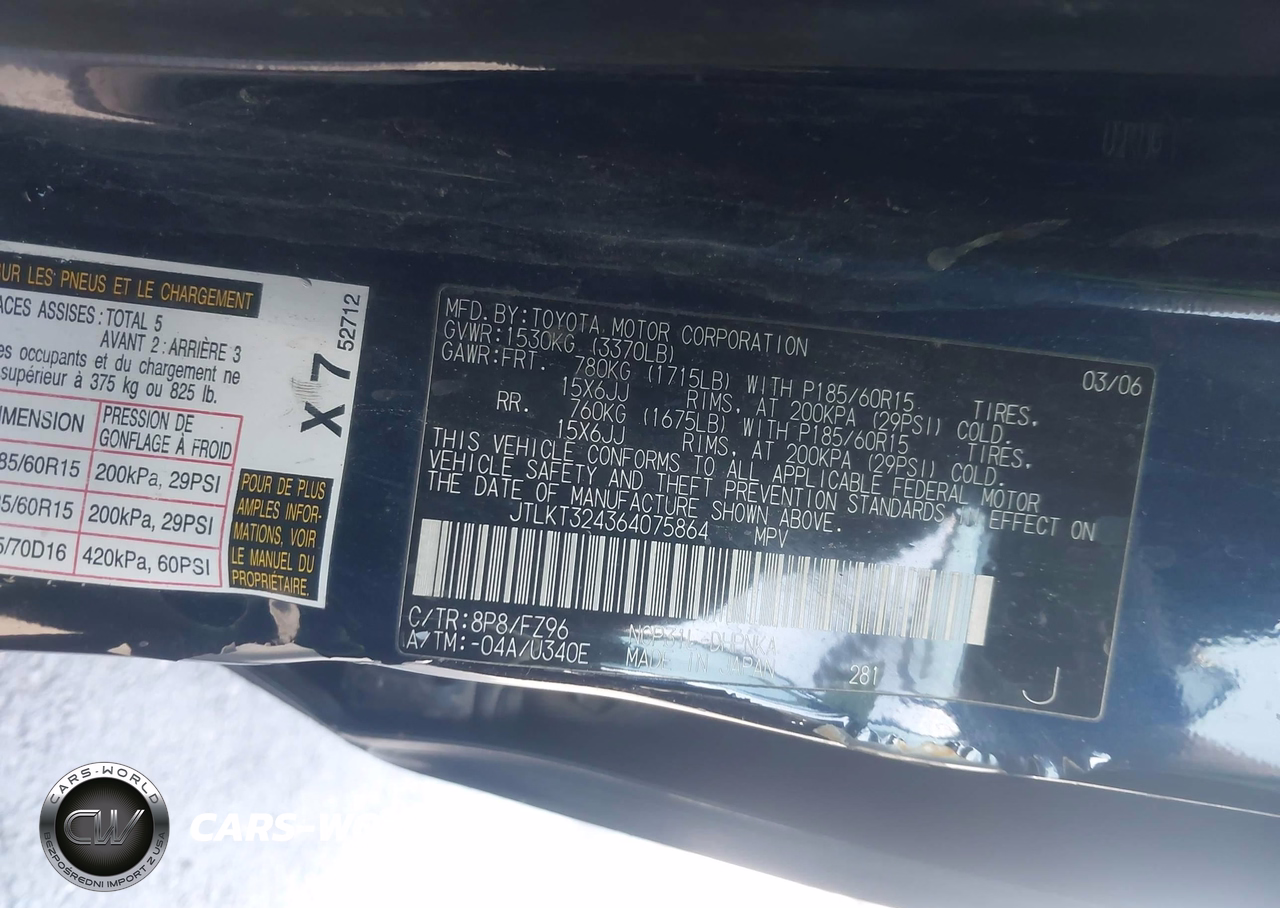 UR LES PNEUS ET LE CHARGEMENT
ACES ASSISES: TOTAL 5
AVANT 2: ARRIÈRE 3
es occupants et du chargement ne
supérieur à 375 kg ou 825 lb.
IMENSION
PRESSION DE
GONFLAGE À FROID
85/60R15 200kPa, 29PSI
85/60R15 200kPa, 29PSI
5/70D16 420kPa, 60PSI
POUR DE PLUS
AMPLES INFOR-
MATIONS, VOIR
LE MANUEL DU
PROPRIÉTAIRE.
X 7
52712
MFD. BY: TOYOTA MOTOR CORPORATION
GVWR: 1530KG (3370LB) 03/06
GAWR: FRT. 780KG (1715LB) WITH P185/60R15 TIRES,
15X6JJ RIMS, AT 200KPA (29PSI) COLD.
RR. 760KG (1675LB) WITH P185/60R15 TIRES,
15X6JJ RIMS, AT 200KPA (29PSI) COLD.
THIS VEHICLE CONFORMS TO ALL APPLICABLE FEDERAL MOTOR
VEHICLE SAFETY AND THEFT PREVENTION STANDARDS IN EFFECT ON
THE DATE OF MANUFACTURE SHOWN ABOVE.
JTLKT324364075864 MPV
C/TR: 8P8/FZ96
A/TM: -04A/U340E
MADE IN JAPAN
281
J
CARS-WORLD
CW
BEZPOŚREDNI IMPORT Z USA